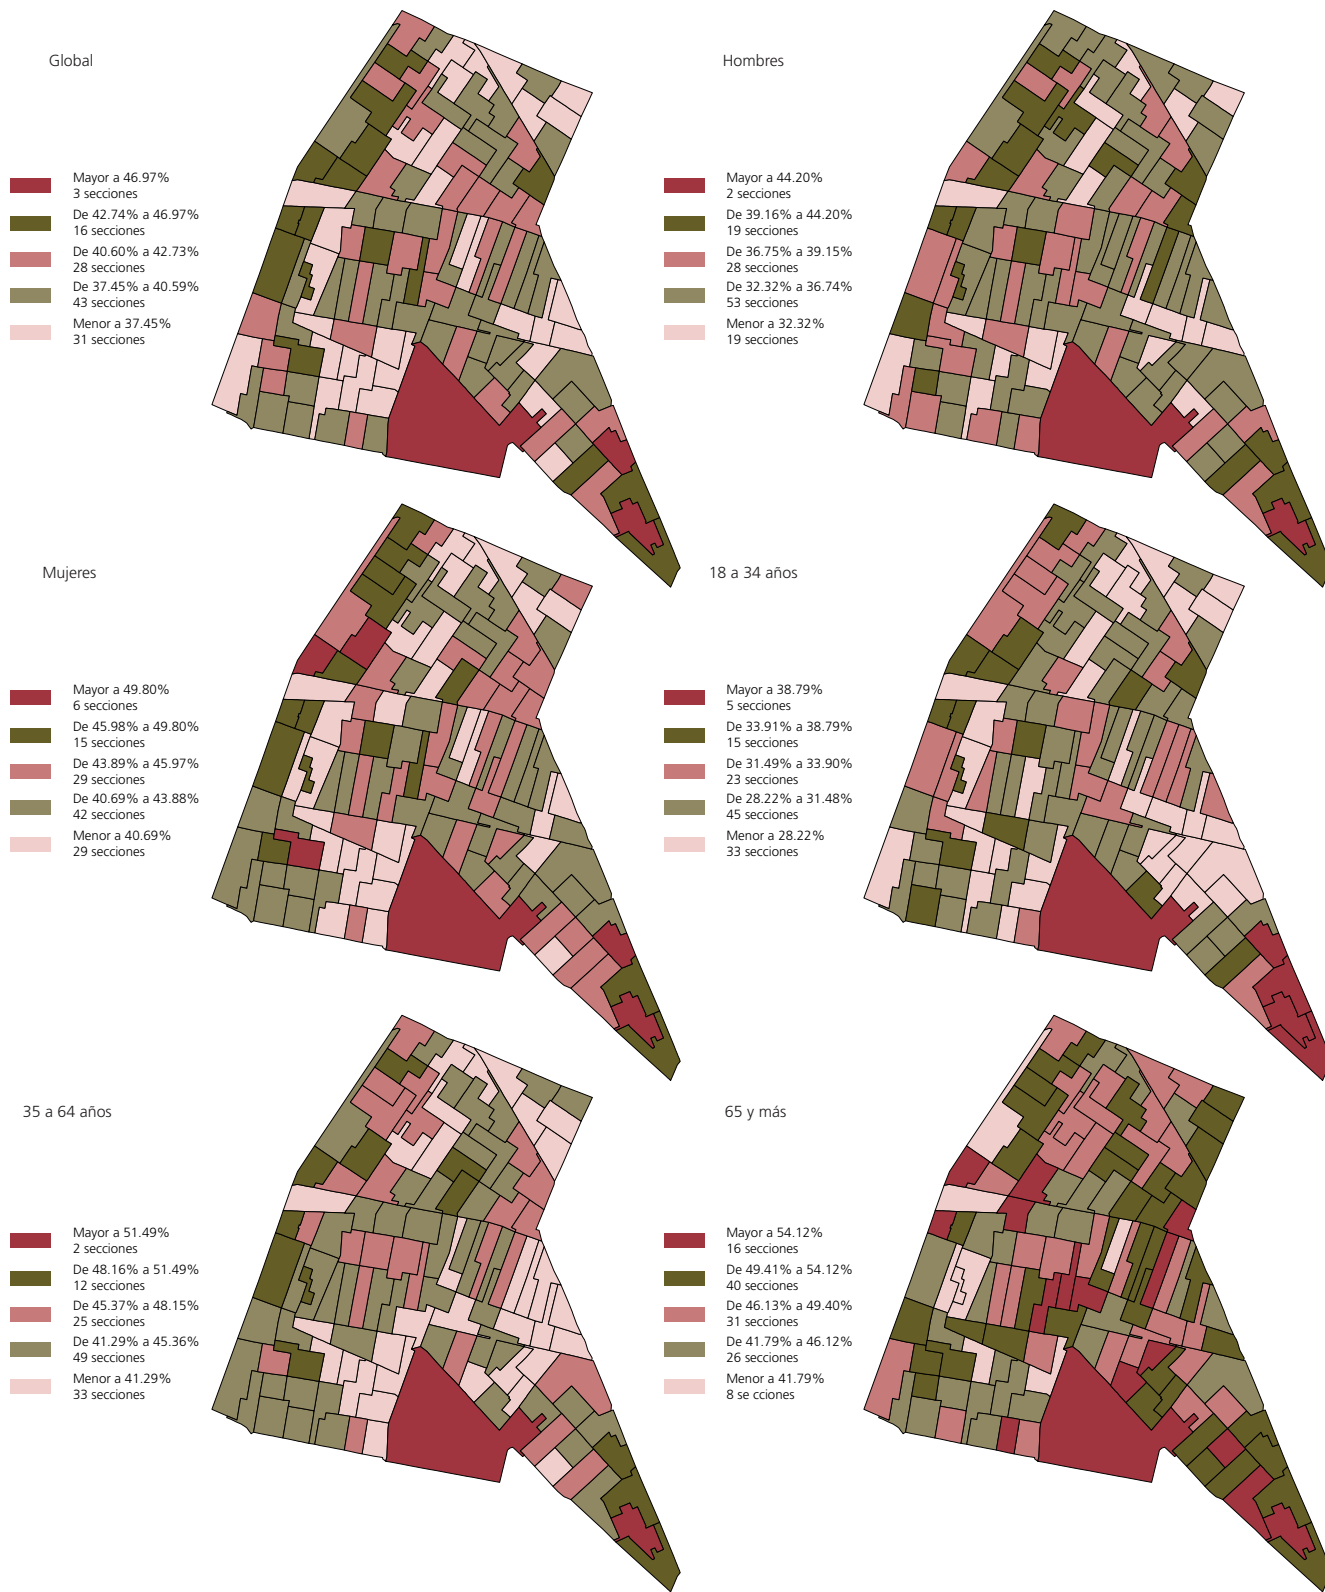 Global
Mayor a 46.97%
3 secciones
De 42.74% a 46.97%
16 secciones
De 40.60% a 42.73%
28 secciones
De 37.45% a 40.59%
43 secciones
Menor a 37.45%
31 secciones
Hombres
Mayor a 44.20%
2 secciones
De 39.16% a 44.20%
19 secciones
De 36.75% a 39.15%
28 secciones
De 32.32% a 36.74%
53 secciones
Menor a 32.32%
19 secciones
Mujeres
Mayor a 49.80%
6 secciones
De 45.98% a 49.80%
15 secciones
De 43.89% a 45.97%
29 secciones
De 40.69% a 43.88%
42 secciones
Menor a 40.69%
29 secciones
18 a 34 años
Mayor a 38.79%
5 secciones
De 33.91% a 38.79%
15 secciones
De 31.49% a 33.90%
23 secciones
De 28.22% a 31.48%
45 secciones
Menor a 28.22%
33 secciones
35 a 64 años
Mayor a 51.49%
2 secciones
De 48.16% a 51.49%
12 secciones
De 45.37% a 48.15%
25 secciones
De 41.29% a 45.36%
49 secciones
Menor a 41.29%
33 secciones
65 y más
Mayor a 54.12%
16 secciones
De 49.41% a 54.12%
40 secciones
De 46.13% a 49.40%
31 secciones
De 41.79% a 46.12%
26 secciones
Menor a 41.79%
8 se cciones